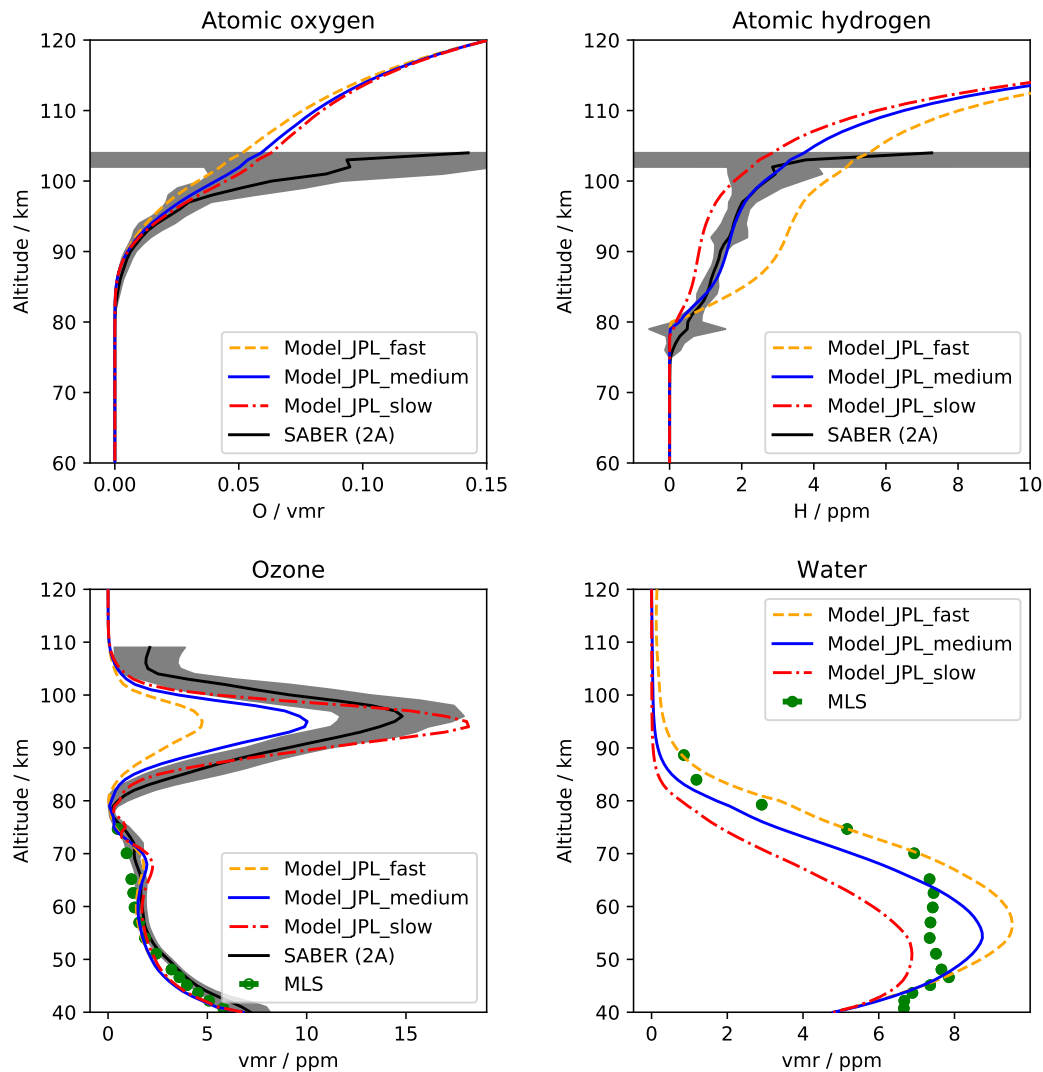 Atomic oxygen
120
110
100
90
80
70
60
Altitude / km
0.00 0.05 0.10 0.15
O / vmr
Model_JPL_fast
Model_JPL_medium
Model_JPL_slow
SABER (2A)
Atomic hydrogen
120
110
100
90
80
70
60
Altitude / km
0 2 4 6 8 10
H / ppm
Model_JPL_fast
Model_JPL_medium
Model_JPL_slow
SABER (2A)
Ozone
120
110
100
90
80
70
60
50
40
Altitude / km
0 5 10 15
vmr / ppm
Model_JPL_fast
Model_JPL_medium
Model_JPL_slow
SABER (2A)
MLS
Water
120
110
100
90
80
70
60
50
40
Altitude / km
0 2 4 6 8
vmr / ppm
Model_JPL_fast
Model_JPL_medium
Model_JPL_slow
MLS